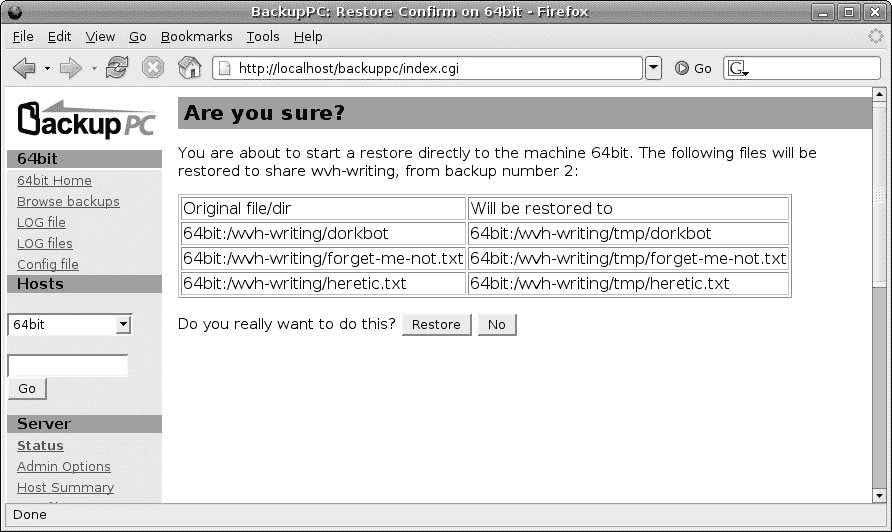 BackupPC: Restore Confirm on 64bit - Firefox
File Edit View Go Bookmarks Tools Help
http://localhost/backuppc/index.cgi Go G
Backup PC
64bit
64bit Home
Browse backups
LOG file
LOG files
Config file
Hosts
64bit
Go
Server
Status
Admin Options
Host Summary
Are you sure?
You are about to start a restore directly to the machine 64bit. The following files will be
restored to share wvh-writing, from backup number 2:
Original file/dir Will be restored to
64bit:/wvh-writing/dorkbot 64bit:/wvh-writing/tmp/dorkbot
64bit:/wvh-writing/forget-me-not.txt 64bit:/wvh-writing/tmp/forget-me-not.txt
64bit:/wvh-writing/heretic.txt 64bit:/wvh-writing/tmp/heretic.txt
Do you really want to do this? Restore No
Done